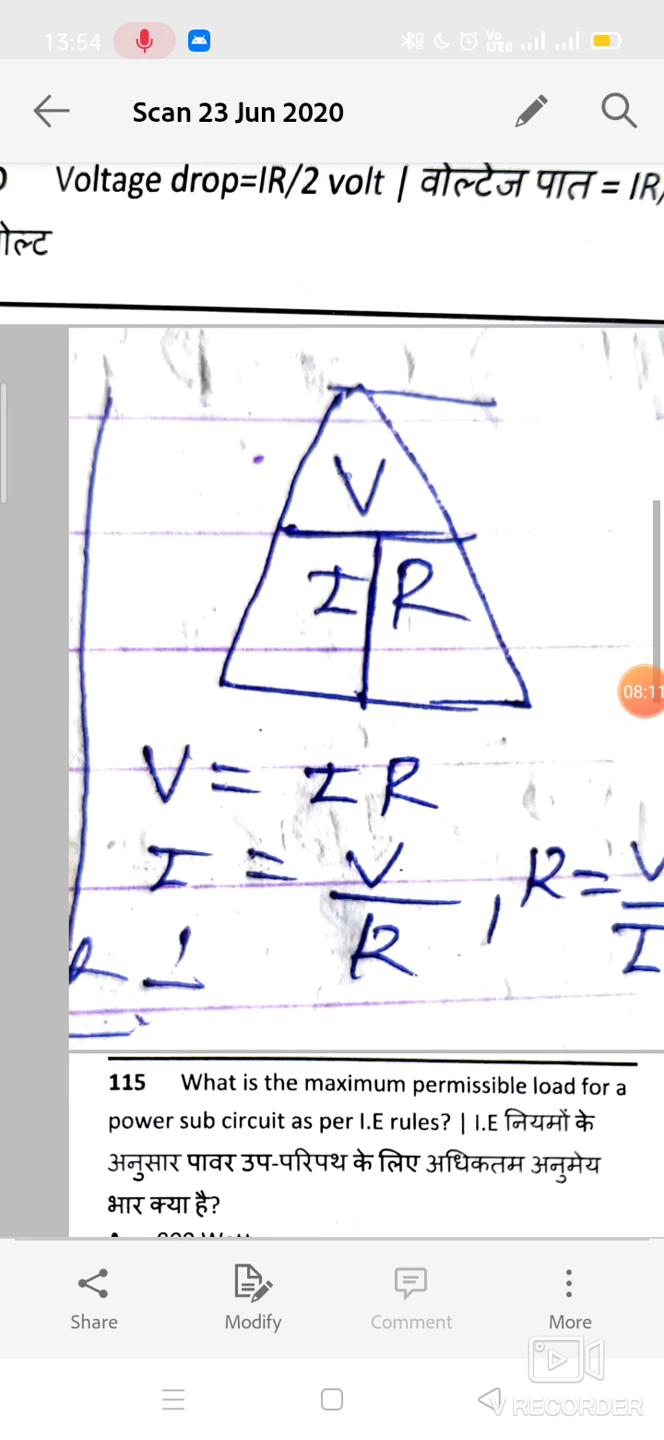 13:54
Vo
LTE
Scan 23 Jun 2020
Voltage drop=IR/2 volt | वोल्टेज पात = IR/
V
I R
V = I R
I = V/R , R = V/I
115 What is the maximum permissible load for a
power sub circuit as per I.E rules? | I.E नियमों के
अनुसार पावर उप-परिपथ के लिए अधिकतम अनुमेय
भार क्या है?
Share Modify Comment More
08:11
V RECORDER